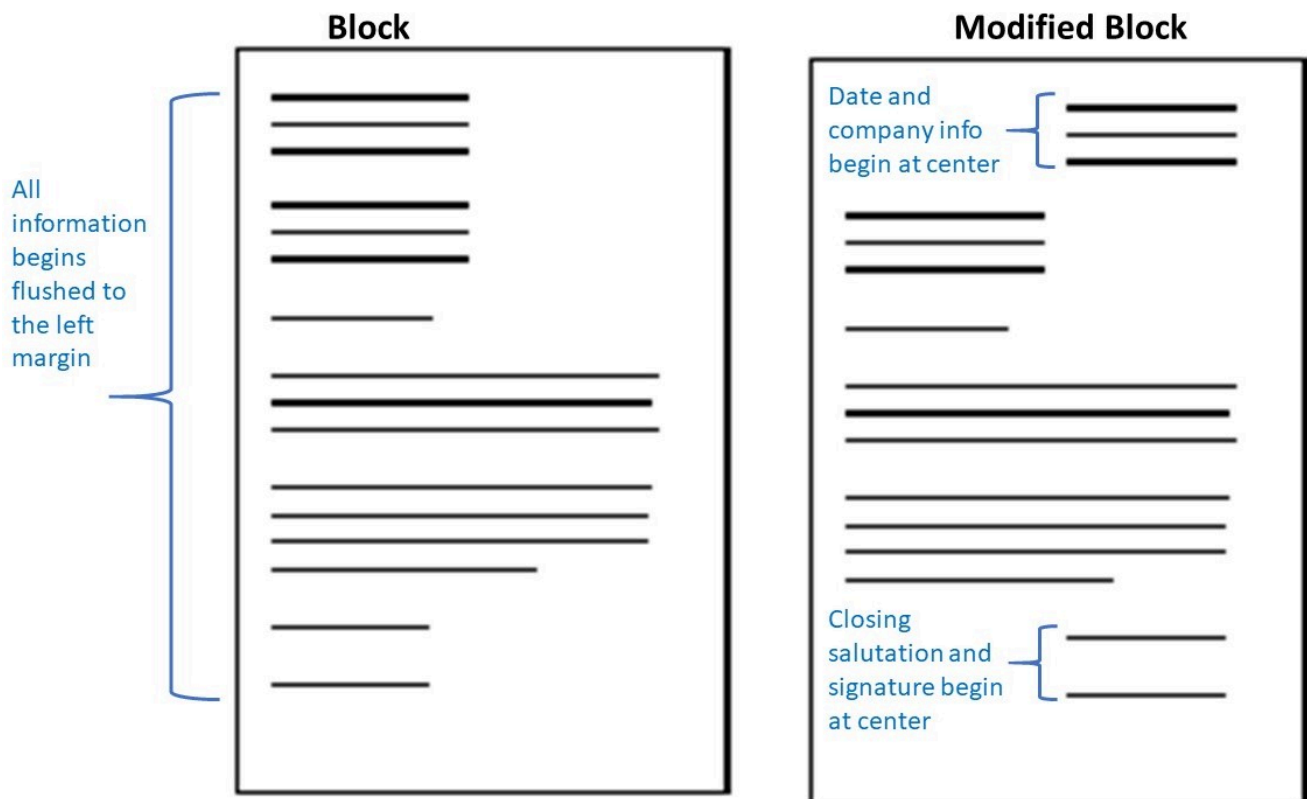 Block
Modified Block
All
information
begins
flushed to
the left
margin
Date and
company info
begin at center
Closing
salutation and
signature begin
at center